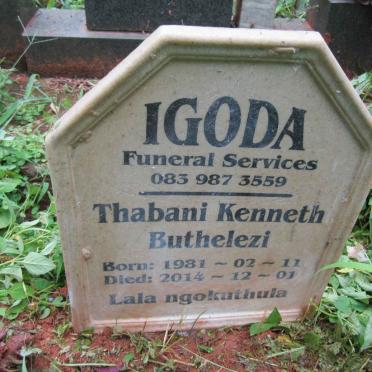 IGODA
Funeral Services
083 987 3559
Thabani Kenneth
Buthelezi
Born: 1981 ~ 02 ~ 11
Died: 2014 ~ 12 ~ 01
Lala ngokuthula